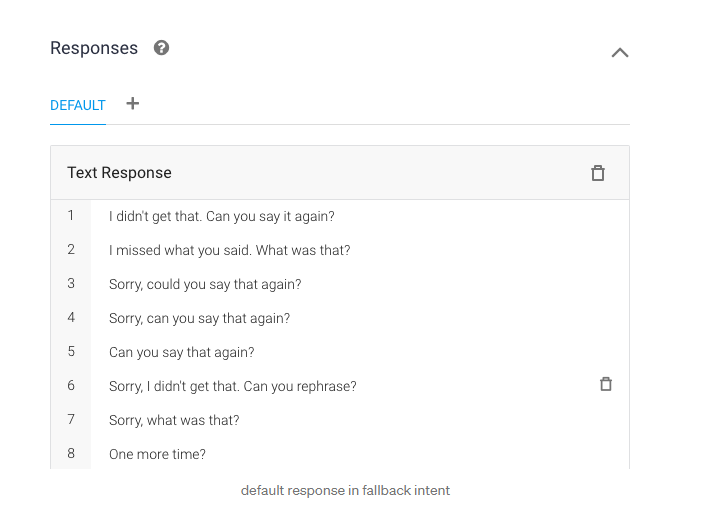 Responses ?
DEFAULT +
Text Response
1 I didn't get that. Can you say it again?
2 I missed what you said. What was that?
3 Sorry, could you say that again?
4 Sorry, can you say that again?
5 Can you say that again?
6 Sorry, I didn't get that. Can you rephrase?
7 Sorry, what was that?
8 One more time?
default response in fallback intent